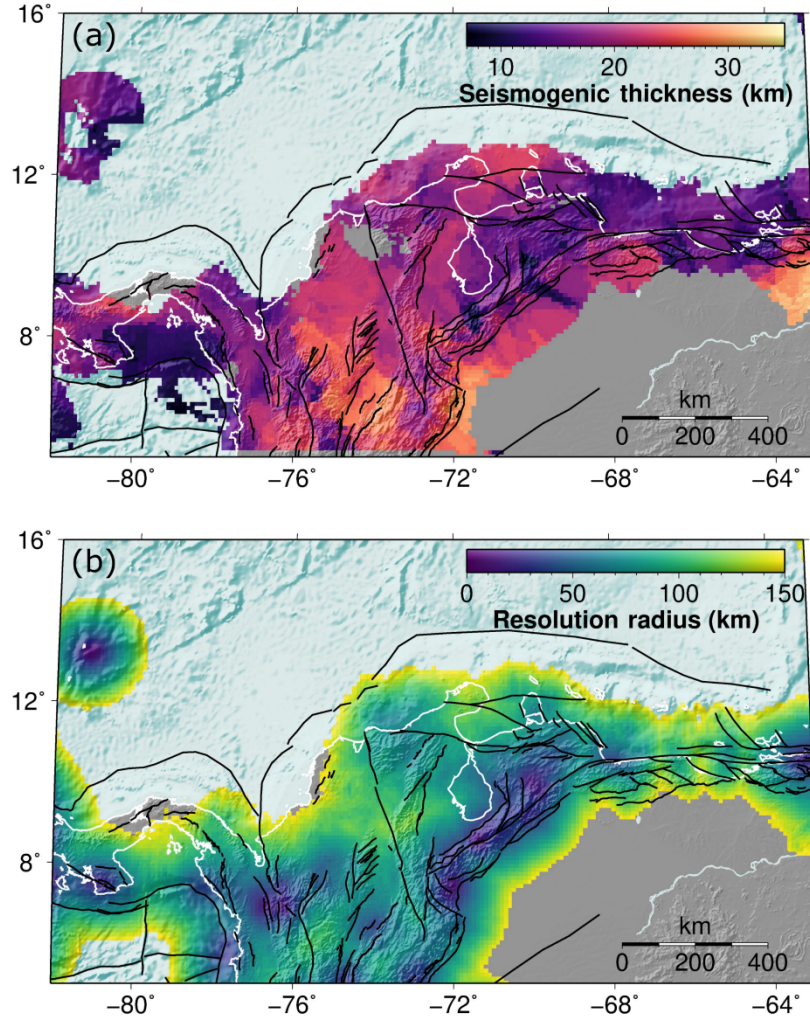 16˚
(a)
10 20 30
Seismogenic thickness (km)
12˚
8˚
km
0 200 400
−80 −76˚ −72˚ −68˚ −64˚
16˚
(b)
0 50 100 150
Resolution radius (km)
12˚
8˚
km
0 200 400
−80˚ −76˚ −72˚ −68˚ −64˚